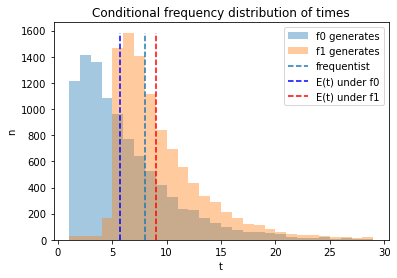 Conditional frequency distribution of times
f0 generates
f1 generates
frequentist
E(t) under f0
E(t) under f1
n
1600
1400
1200
1000
800
600
400
200
0
0 5 10 15 20 25 30
t